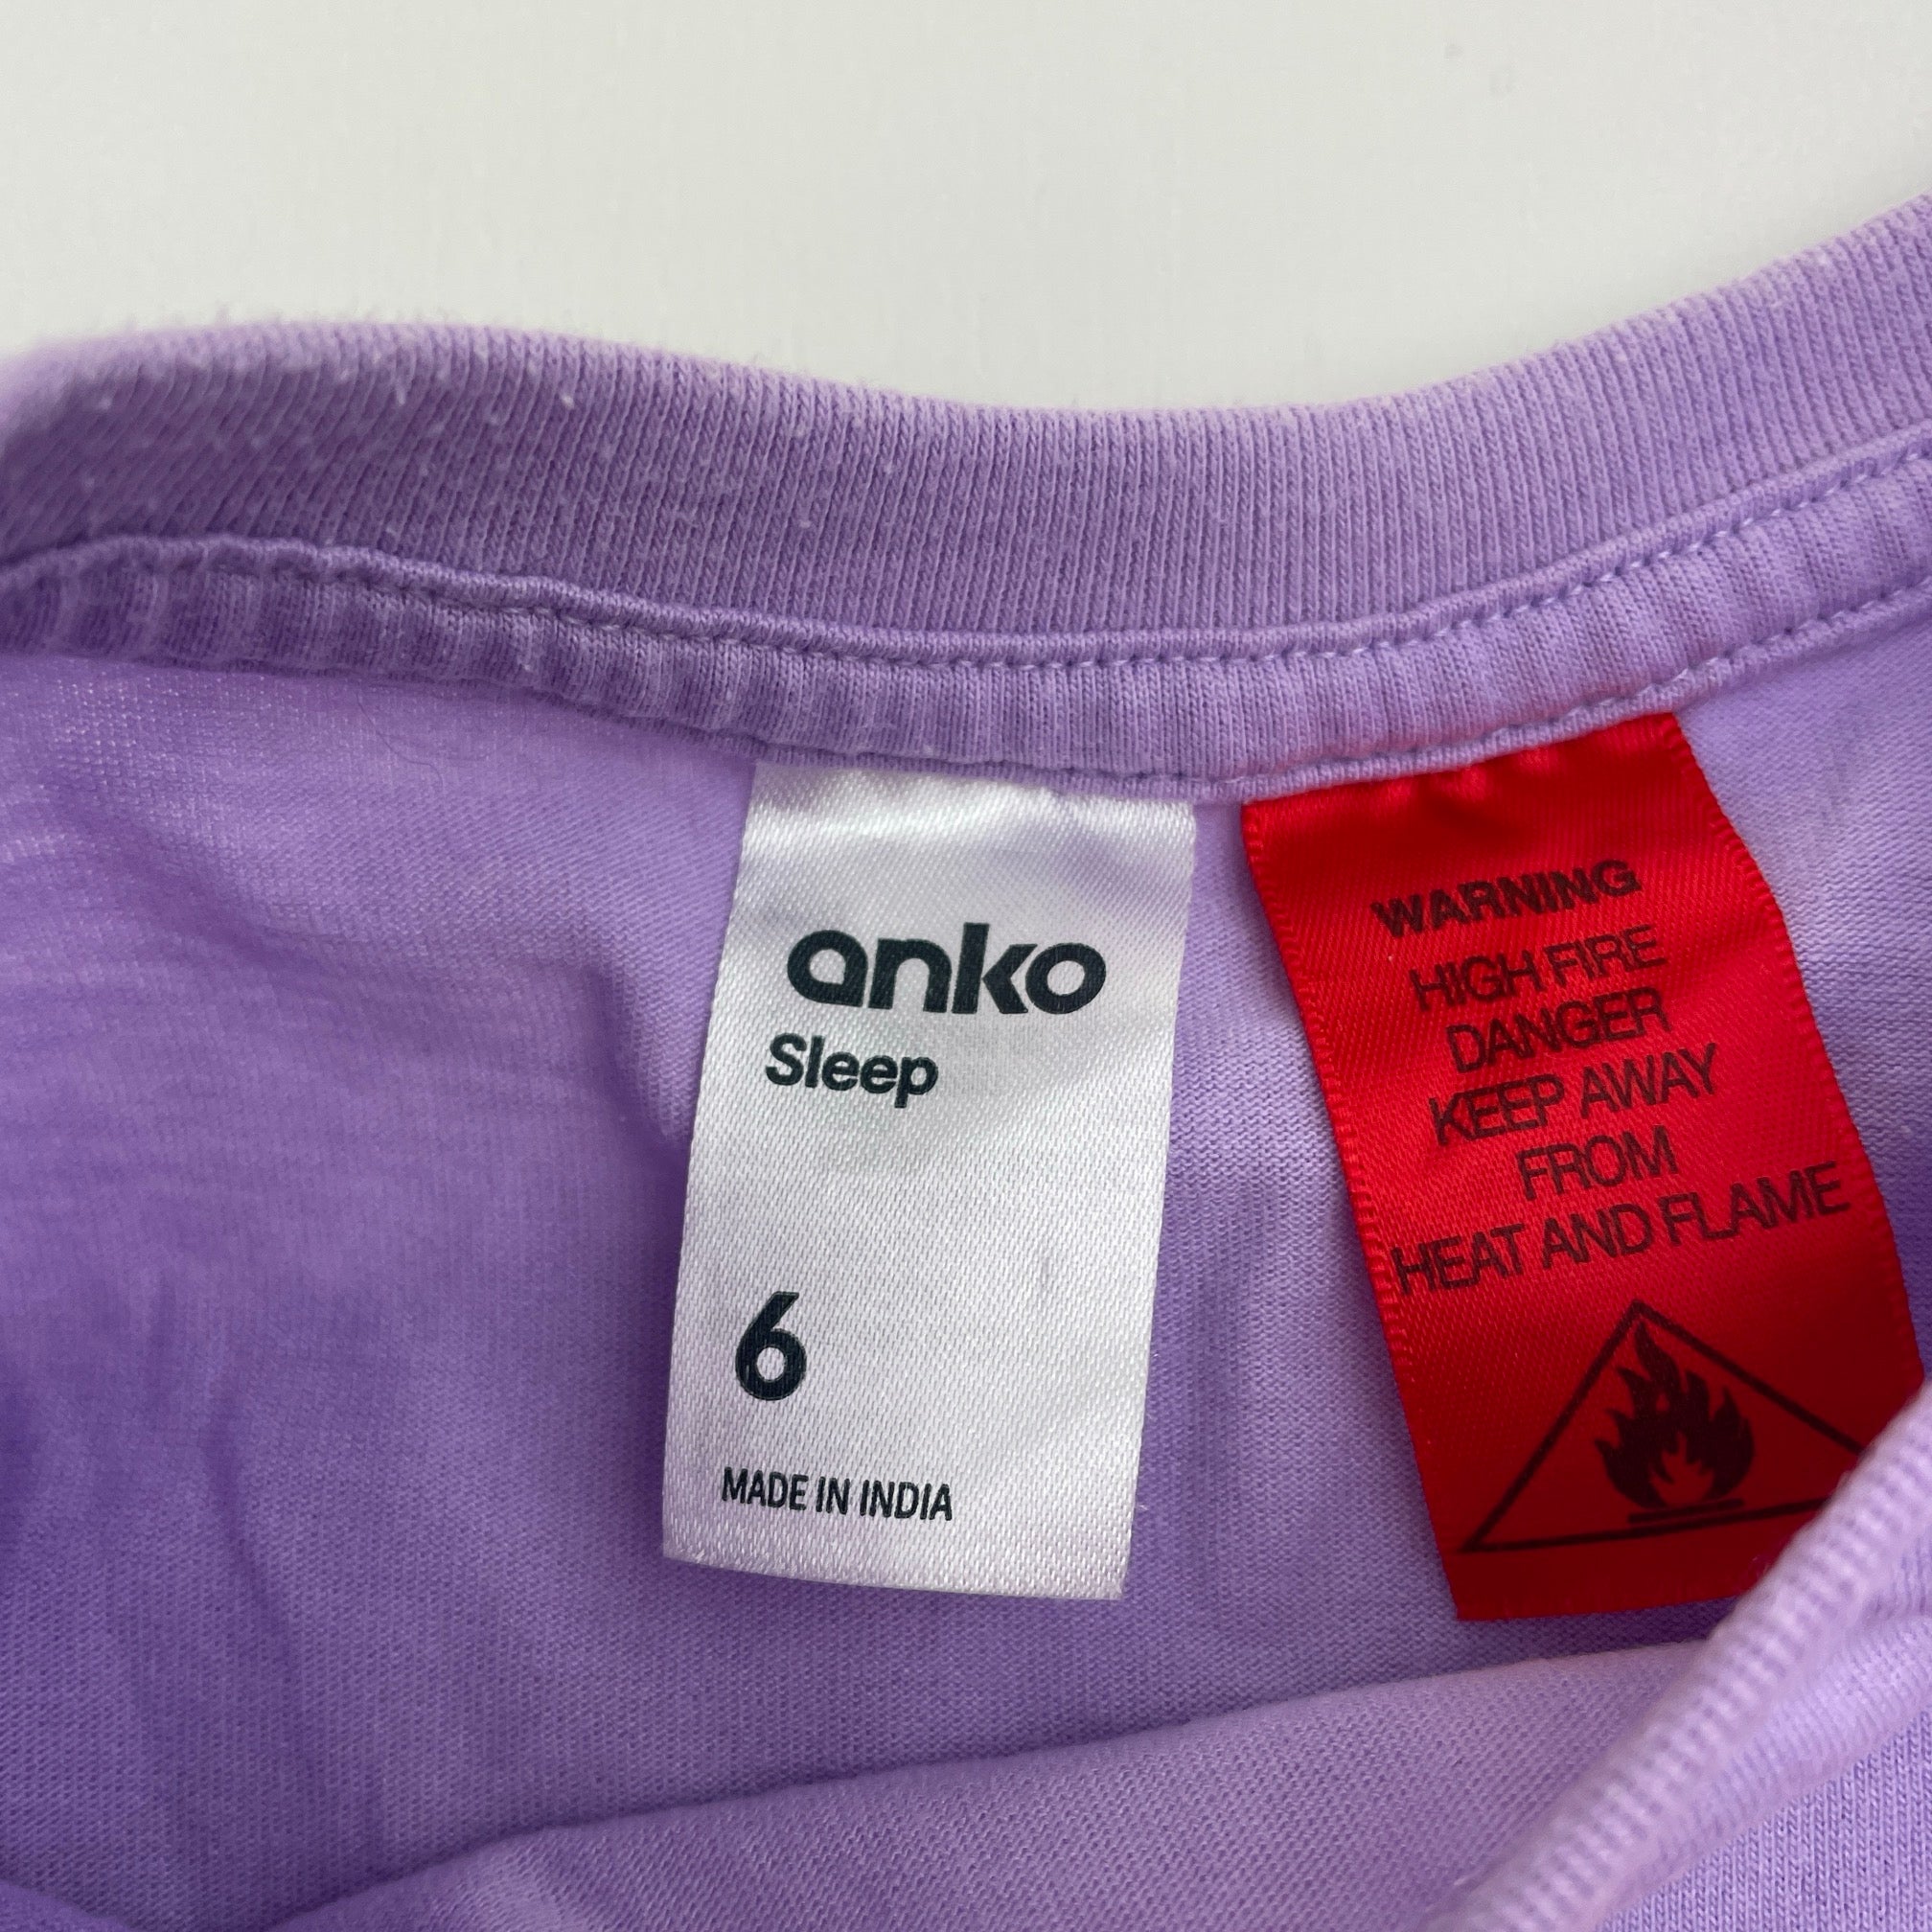 anko
Sleep
6
MADE IN INDIA
WARNING
HIGH FIRE
DANGER
KEEP AWAY
FROM
HEAT AND FLAME